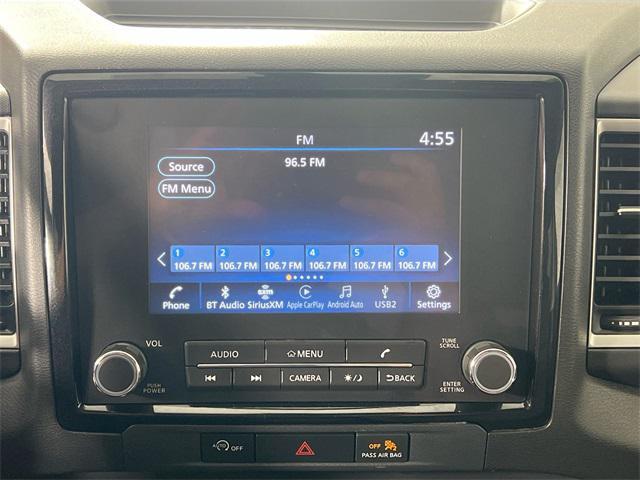 FM 4:55
Source 96.5 FM
FM Menu
1 2 3 4 5 6
106.7 FM 106.7 FM 106.7 FM 106.7 FM 106.7 FM 106.7 FM
Phone BT Audio SiriusXM Apple CarPlay Android Auto USB2 Settings
VOL AUDIO MENU TUNE
SCROLL
CAMERA BACK
PUSH
POWER
ENTER
SETTING
AUTO OFF OFF
PASS AIR BAG